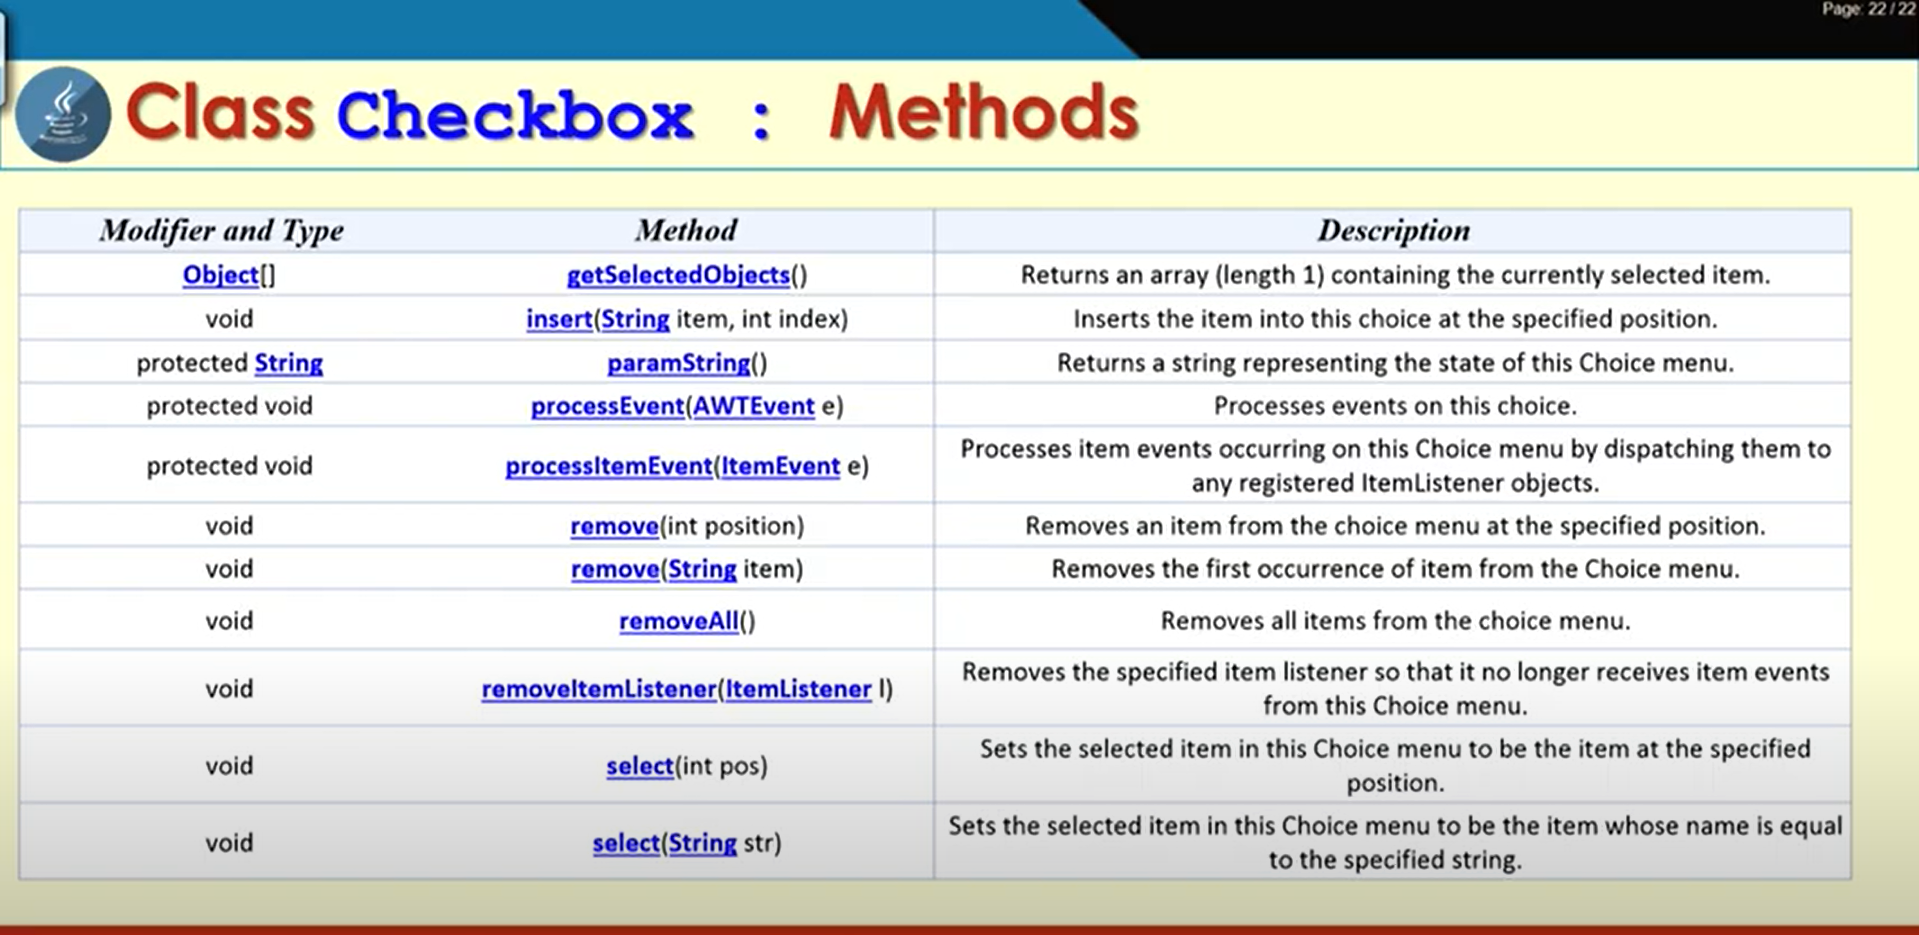 Page: 22 / 22
Class Checkbox : Methods
Modifier and Type Method Description
Object[] getSelectedObjects() Returns an array (length 1) containing the currently selected item.
void insert(String item, int index) Inserts the item into this choice at the specified position.
protected String paramString() Returns a string representing the state of this Choice menu.
protected void processEvent(AWTEvent e) Processes events on this choice.
protected void processItemEvent(ItemEvent e) Processes item events occurring on this Choice menu by dispatching them to
any registered ItemListener objects.
void remove(int position) Removes an item from the choice menu at the specified position.
void remove(String item) Removes the first occurrence of item from the Choice menu.
void removeAll() Removes all items from the choice menu.
void removeItemListener(ItemListener l) Removes the specified item listener so that it no longer receives item events
from this Choice menu.
void select(int pos) Sets the selected item in this Choice menu to be the item at the specified
position.
void select(String str) Sets the selected item in this Choice menu to be the item whose name is equal
to the specified string.